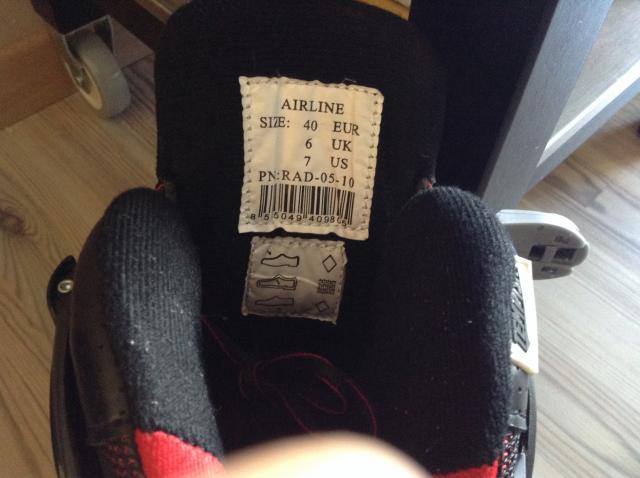 AIRLINE
SIZE: 40 EUR
6 UK
7 US
PN:RAD-05-10